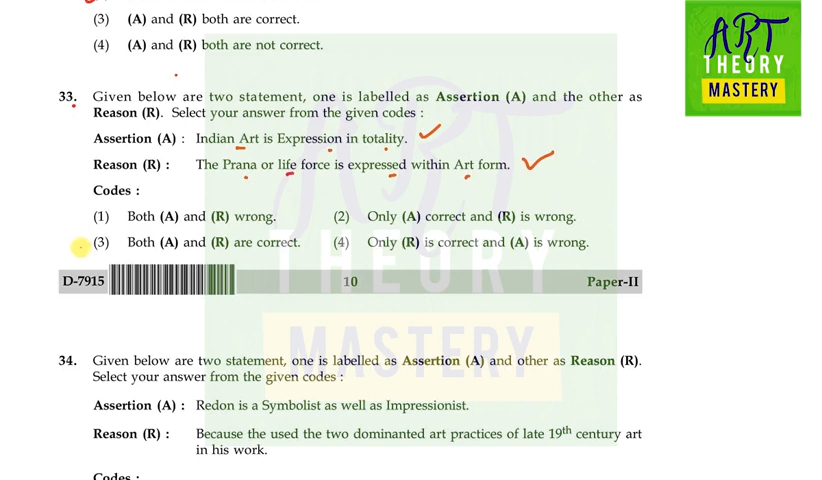 (3) (A) and (R) both are correct.
(4) (A) and (R) both are not correct.
ART
THEORY
MASTERY
33. Given below are two statement, one is labelled as Assertion (A) and the other as
Reason (R). Select your answer from the given codes :
Assertion (A) : Indian Art is Expression in totality.
Reason (R) : The Prana or life force is expressed within Art form.
Codes :
(1) Both (A) and (R) wrong. (2) Only (A) correct and (R) is wrong.
(3) Both (A) and (R) are correct. (4) Only (R) is correct and (A) is wrong.
D-7915 10 Paper-II
ART
THEORY
MASTERY
34. Given below are two statement, one is labelled as Assertion (A) and other as Reason (R).
Select your answer from the given codes :
Assertion (A) : Redon is a Symbolist as well as Impressionist.
Reason (R) : Because the used the two dominanted art practices of late 19th century art
in his work.
Codes :